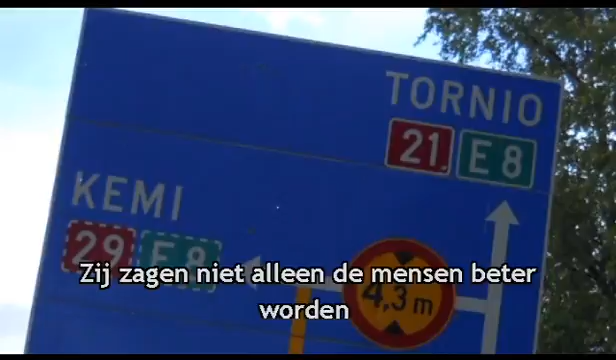 TORNIO
21 E 8
KEMI
29 E 8
4,3 m
Zij zagen niet alleen de mensen beter
worden